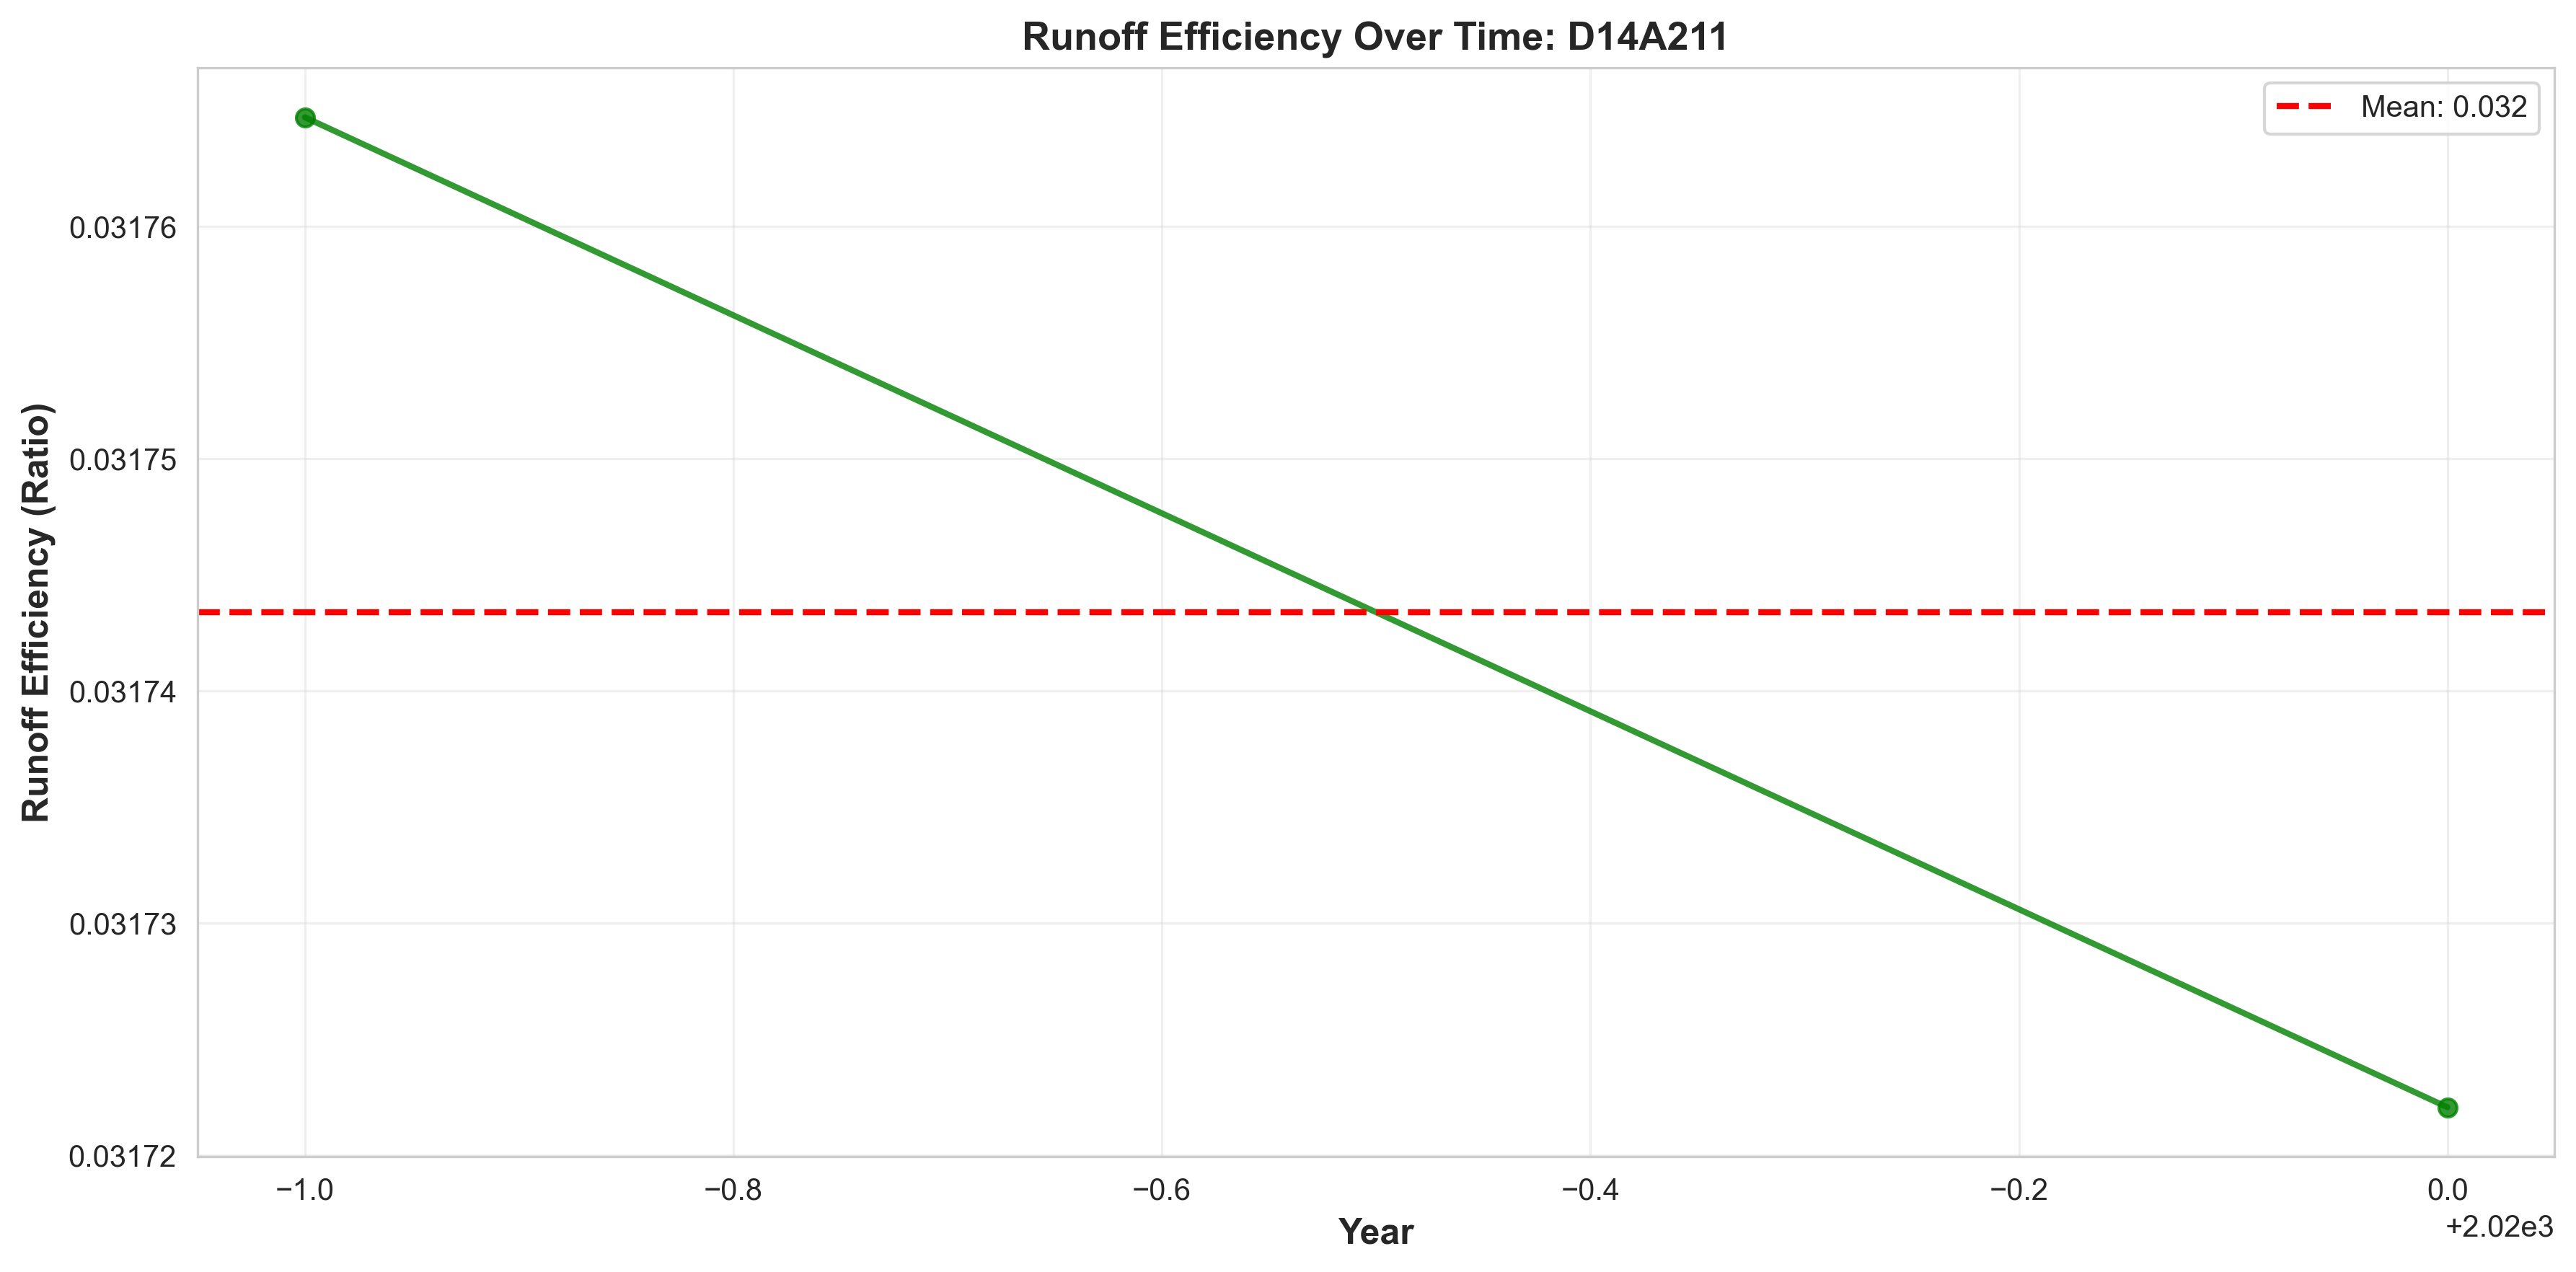 Runoff Efficiency Over Time: D14A211
Mean: 0.032
Runoff Efficiency (Ratio)
0.03176
0.03175
0.03174
0.03173
0.03172
−1.0 −0.8 −0.6 −0.4 −0.2 0.0
Year
+2.02e3